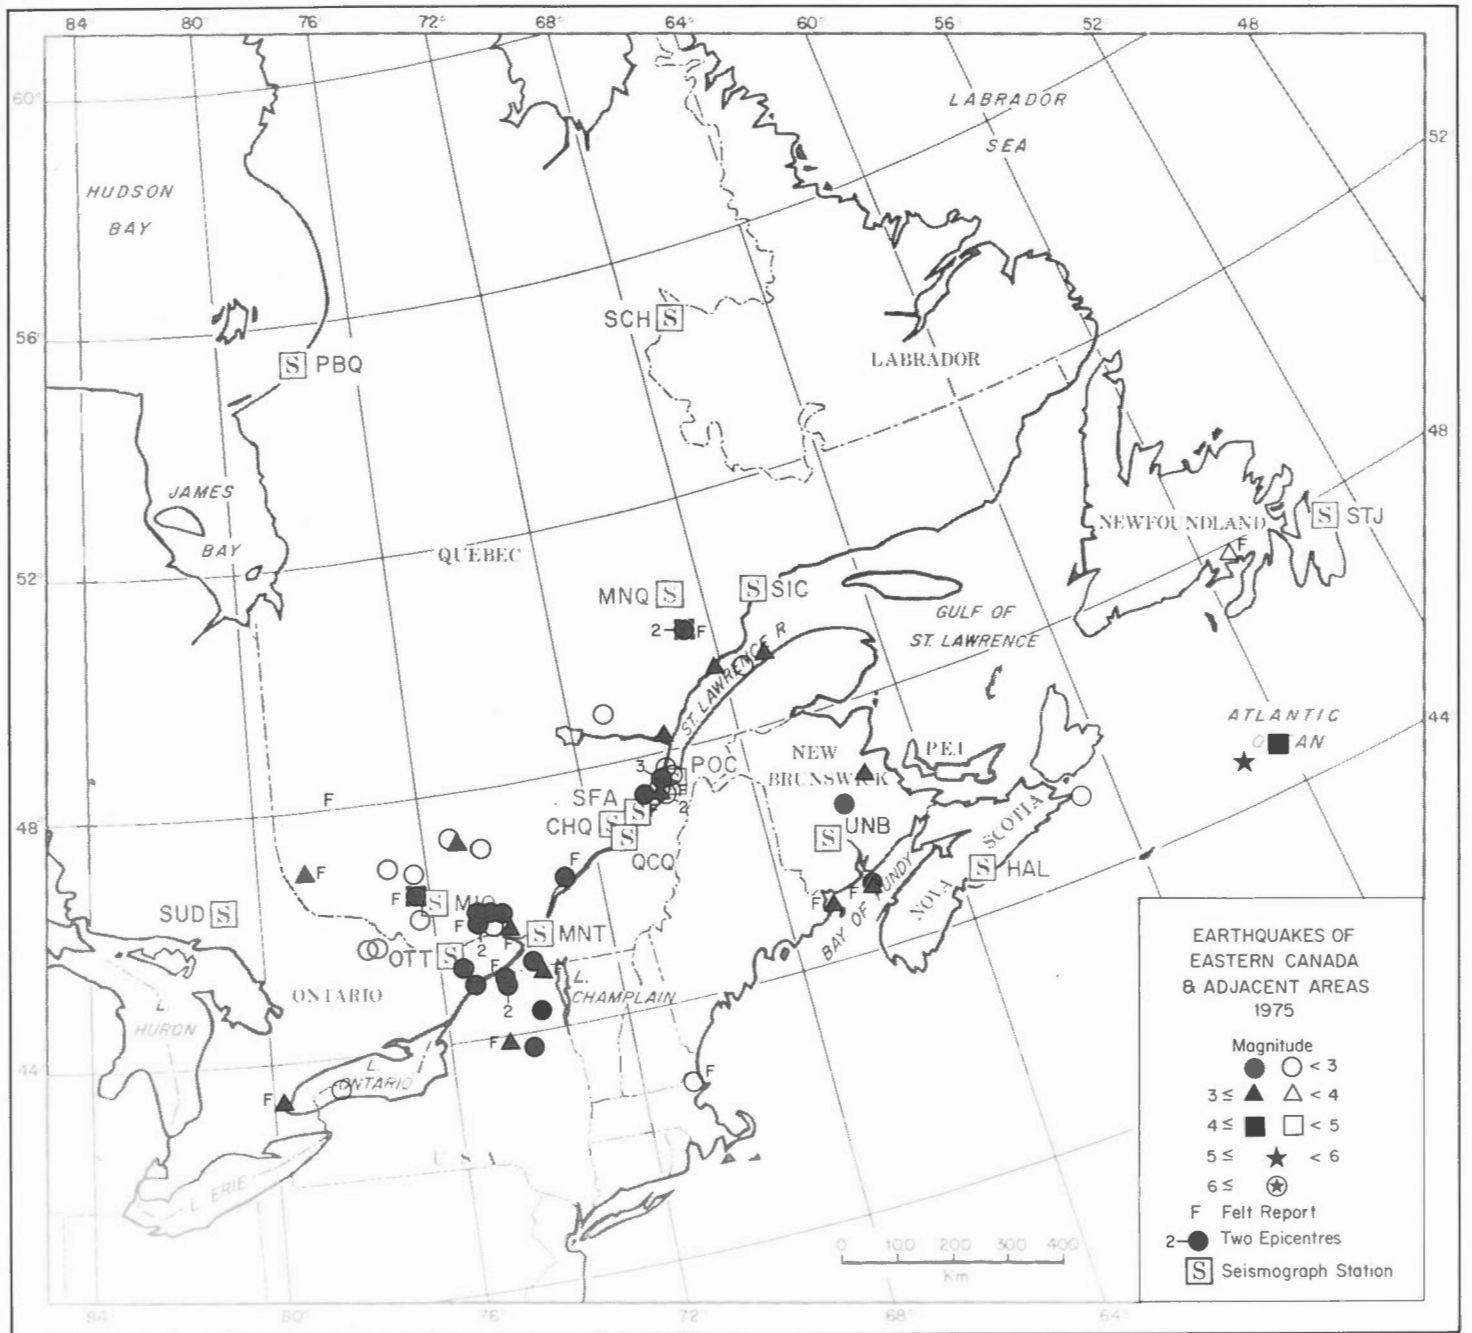 84 80 76° 72° 68° 64° 60° 56° 52° 48
60°
LABRADOR
SEA
52
HUDSON
BAY
SCH S
56°
LABRADOR
S PBQ
48
JAMES
BAY
NEWFOUNDLAND
S STJ
F
QUEBEC
52°
MNQ S
S SIC
2 F
GULF OF
ST. LAWRENCE
ST. LAWRENCE R
44
ATLANTIC
NEW
BRUNSWICK
P.E.I.
3
POC
F
SFA S
F
2
CHQ S
S
QCQ
48°
F
UNB
S
NOVA SCOTIA
S HAL
F
F
F
F
BAY OF FUNDY
SUD S
S
F
2
F
S MNT
OTT S
F
2
L.
CHAMPLAIN
ONTARIO
L.
HURON
F
L.
ONTARIO
44°
F
F
U S A
L. ERIE
0 100 200 300 400
Km
84° 80° 76° 72° 68° 64°
EARTHQUAKES OF
EASTERN CANADA
& ADJACENT AREAS
1975
Magnitude
< 3
3 ≤ < 4
4 ≤ < 5
5 ≤ < 6
6 ≤
F Felt Report
2 Two Epicentres
S Seismograph Station